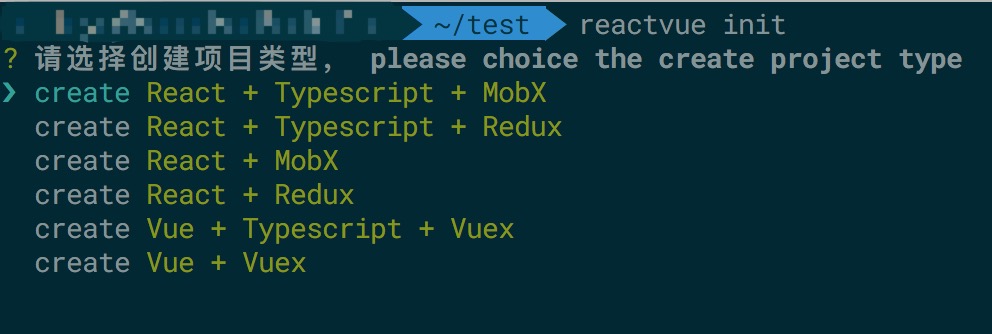 ~/test reactvue init
? 请选择创建项目类型， please choice the create project type
❯ create React + Typescript + MobX
create React + Typescript + Redux
create React + MobX
create React + Redux
create Vue + Typescript + Vuex
create Vue + Vuex